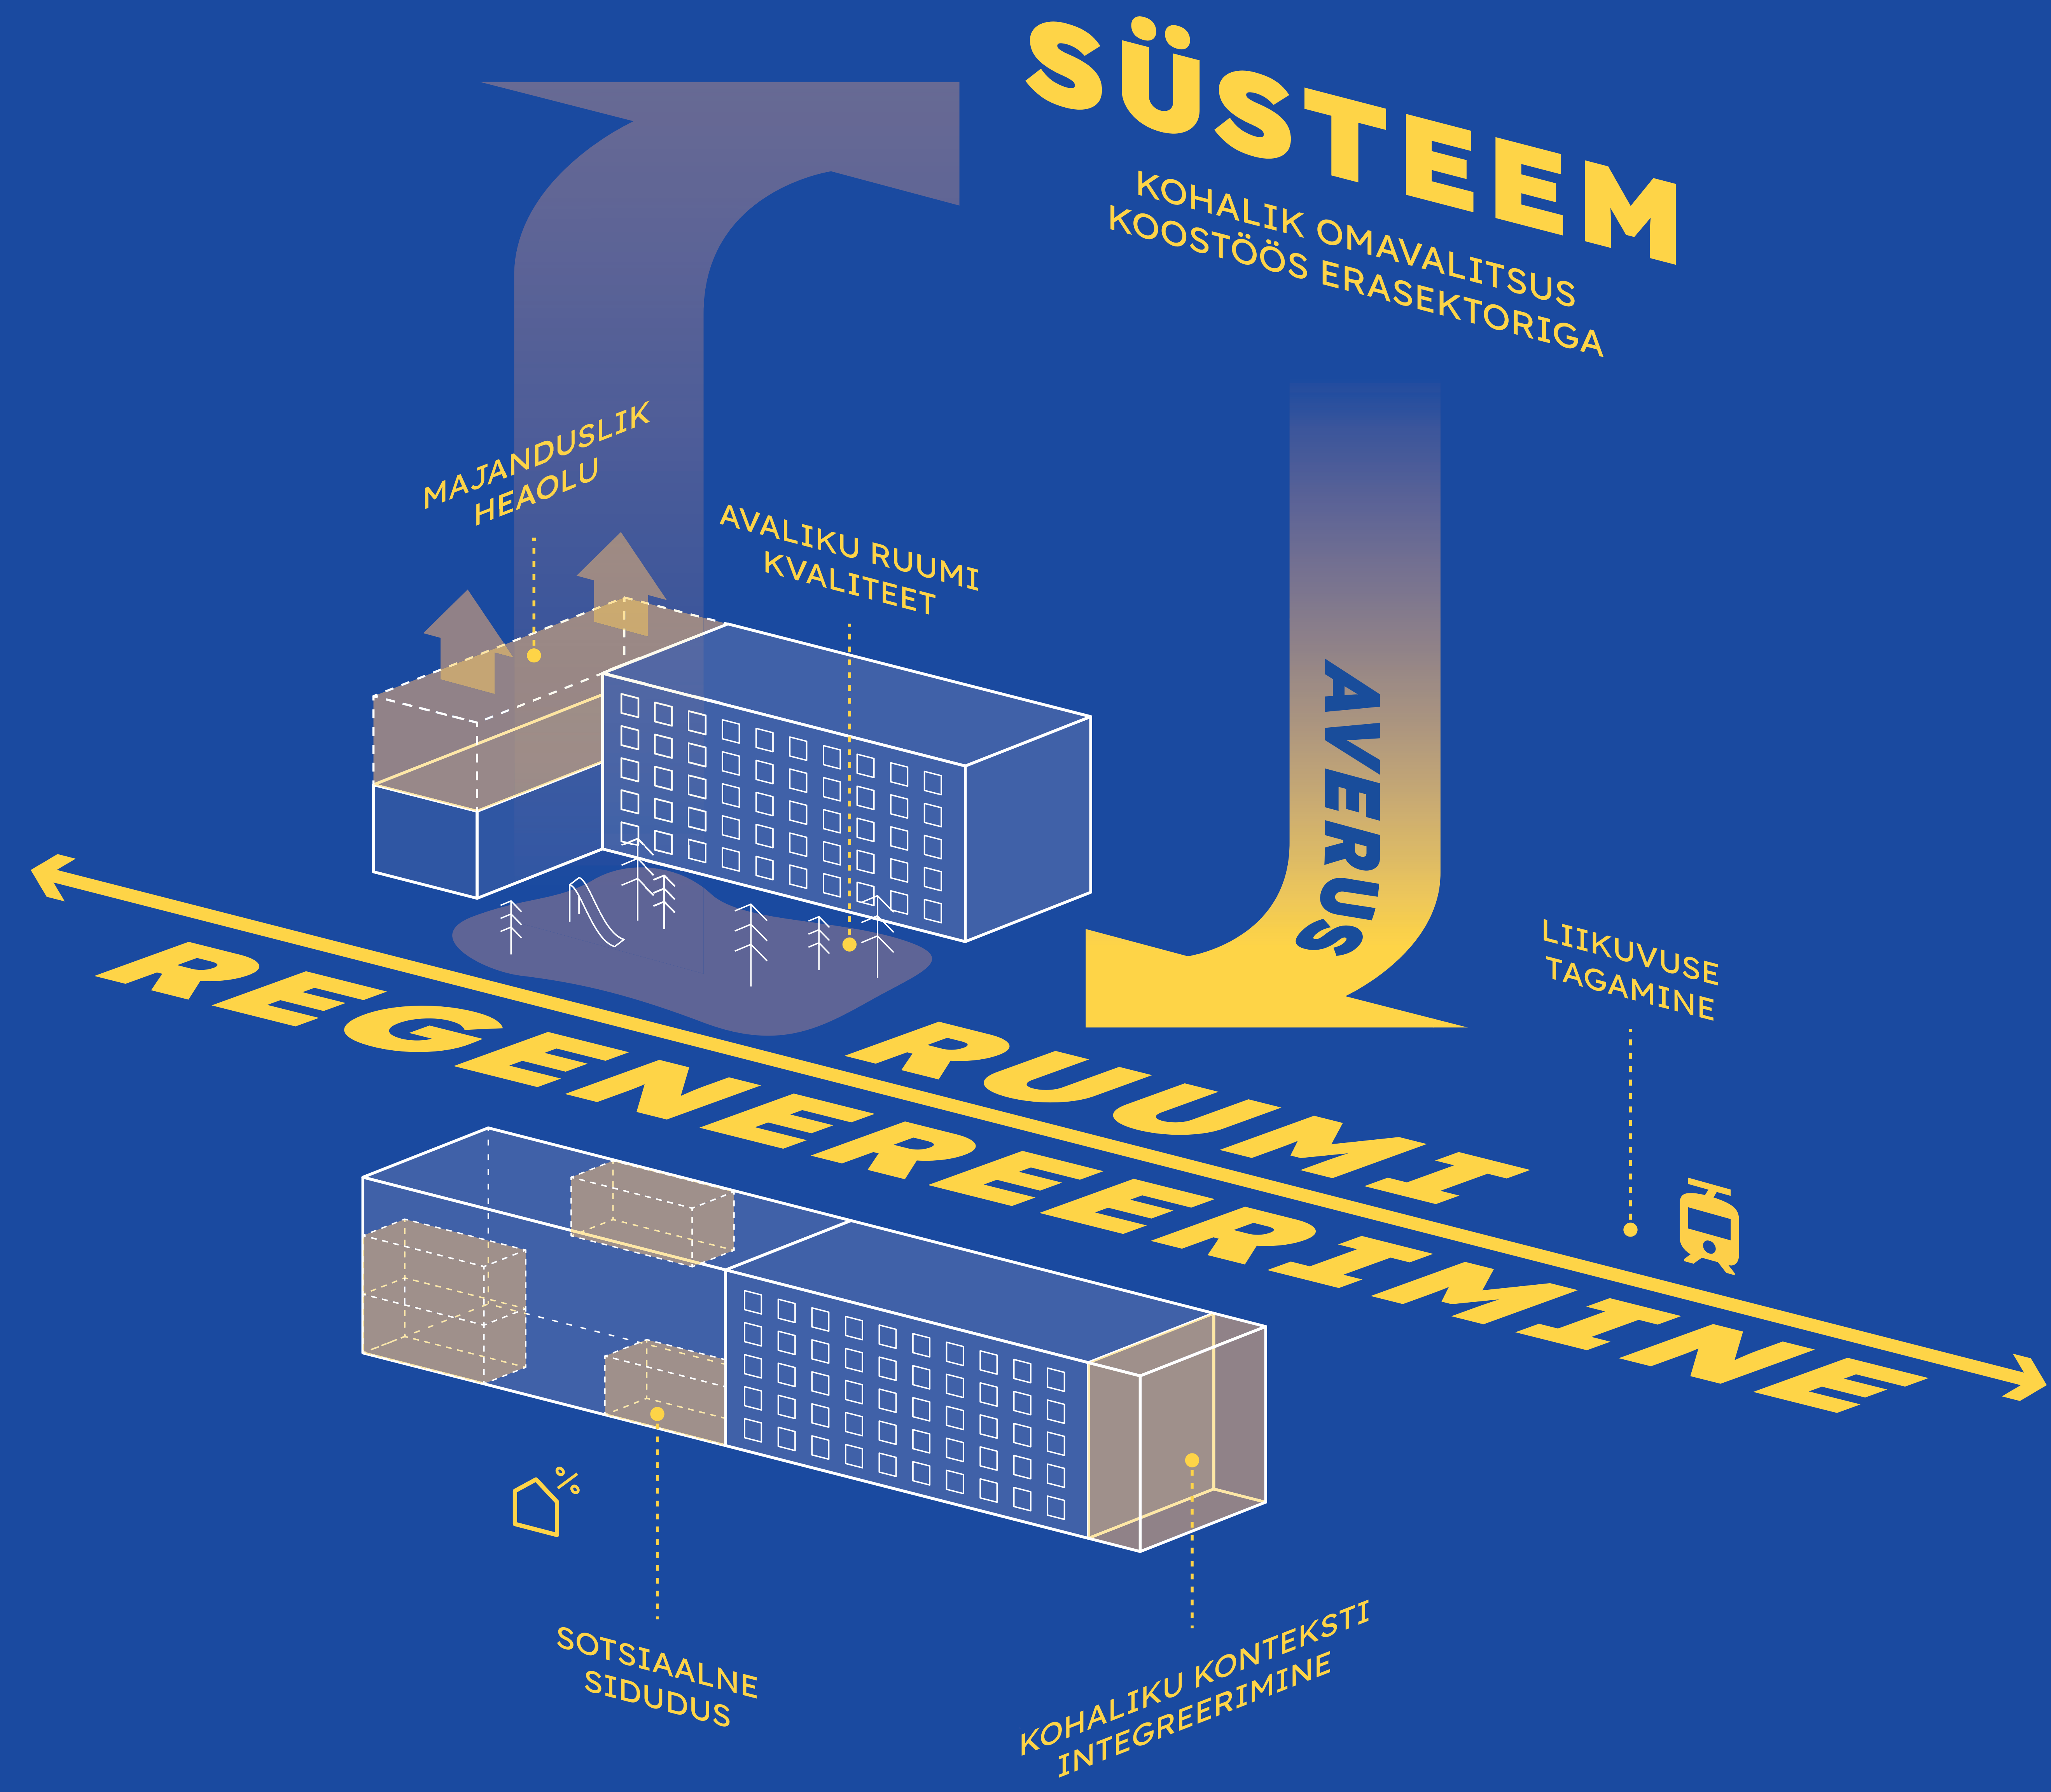 SÜSTEEM
KOHALIK OMAVALITSUS
KOOSTÖÖS ERASEKTORIGA
MAJANDUSLIK
HEAOLU
AVALIKU RUUMI
KVALITEET
AVERUS
LIIKUVUSE
TAGAMINE
RUUMI
REGENEREERIMINE
%
SOTSIAALNE
SIDUDUS
KOHALIKU KONTEKSTI
INTEGREERIMINE